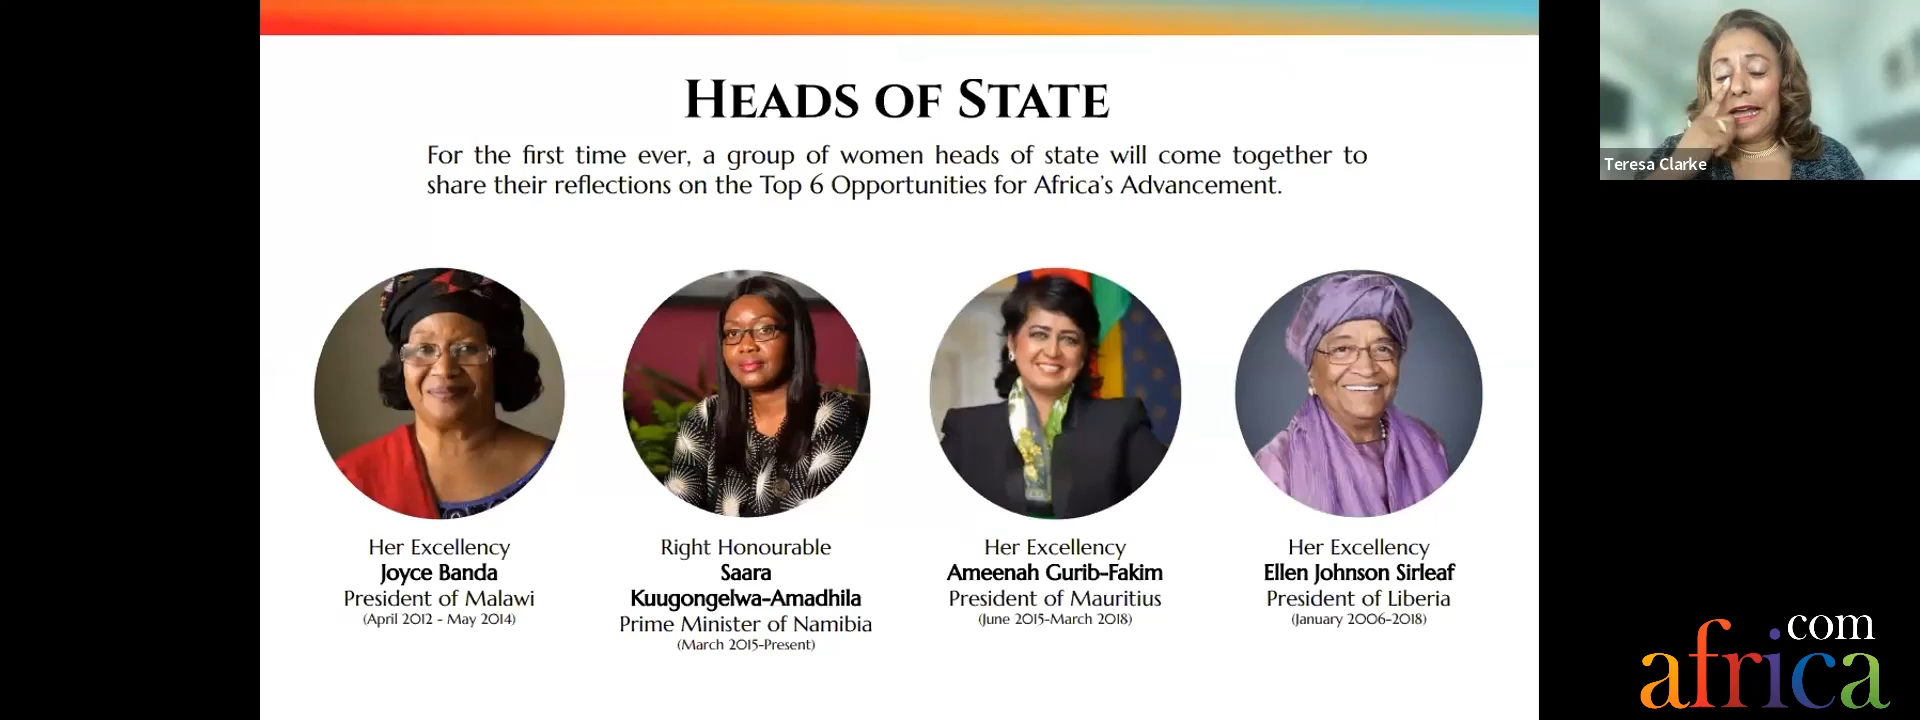 HEADS OF STATE
For the first time ever, a group of women heads of state will come together to
share their reflections on the Top 6 Opportunities for Africa's Advancement.
Her Excellency
Joyce Banda
President of Malawi
(April 2012 - May 2014)
Right Honourable
Saara
Kuugongelwa-Amadhila
Prime Minister of Namibia
(March 2015-Present)
Her Excellency
Ameenah Gurib-Fakim
President of Mauritius
(June 2015-March 2018)
Her Excellency
Ellen Johnson Sirleaf
President of Liberia
(January 2006-2018)
Teresa Clarke
com
africa